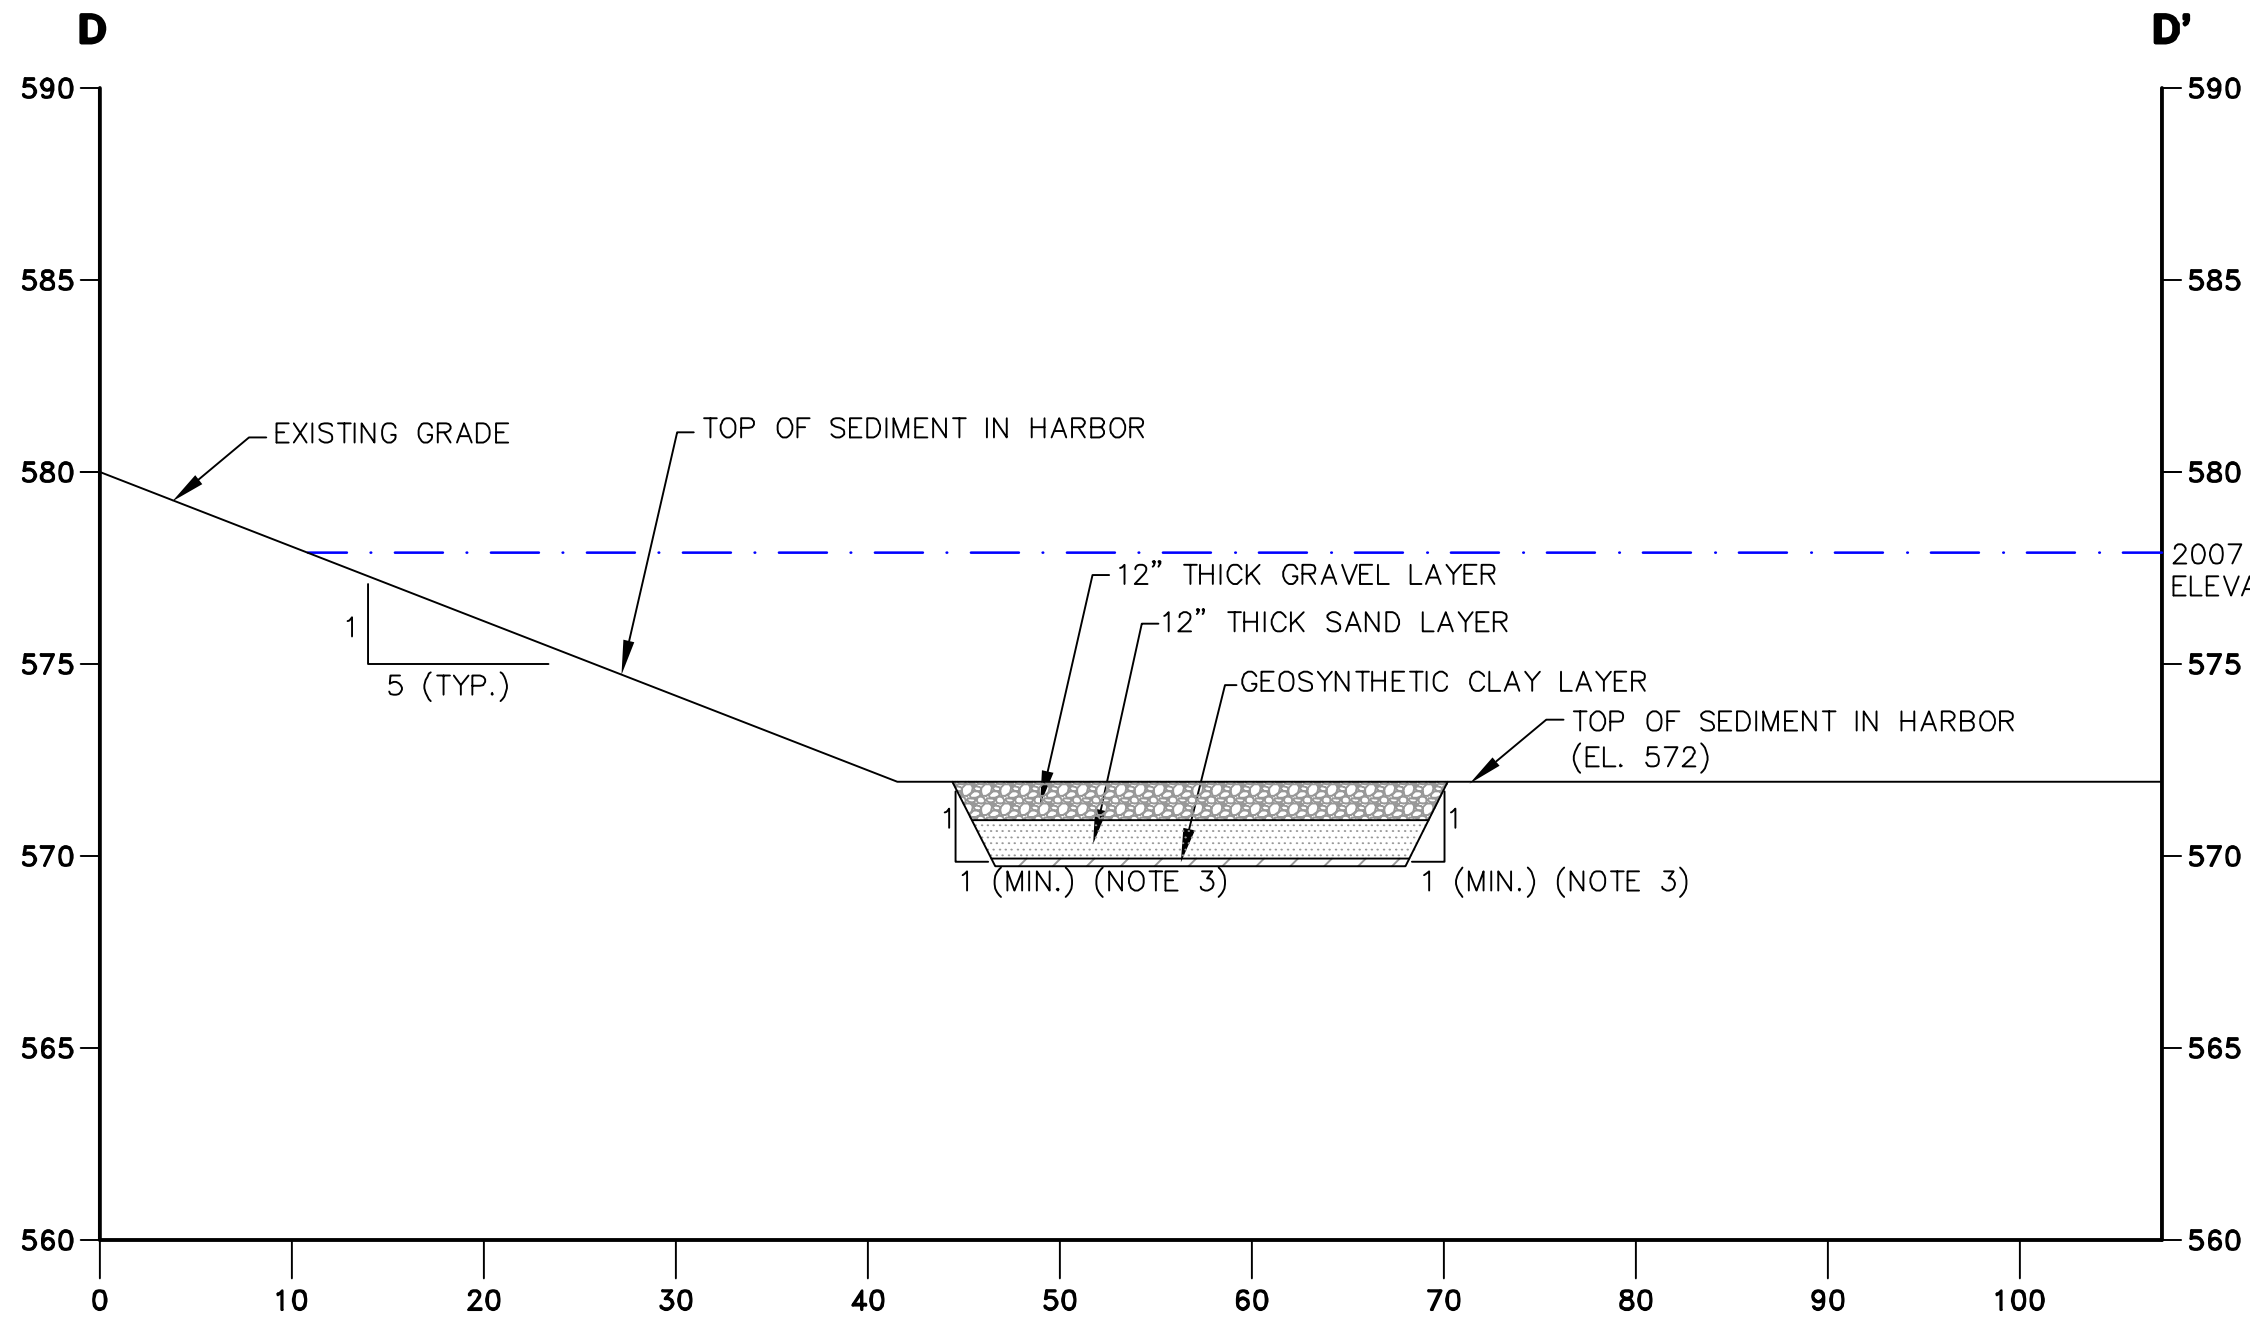 D D’
590 590
585 585
EXISTING GRADE
TOP OF SEDIMENT IN HARBOR
580 580
2007
12” THICK GRAVEL LAYER
12” THICK SAND LAYER
1
575 575
5 (TYP.)
GEOSYNTHETIC CLAY LAYER
TOP OF SEDIMENT IN HARBOR
(EL. 572)
1 1
570 570
1 (MIN.) (NOTE 3) 1 (MIN.) (NOTE 3)
565 565
560 560
0 10 20 30 40 50 60 70 80 90 100